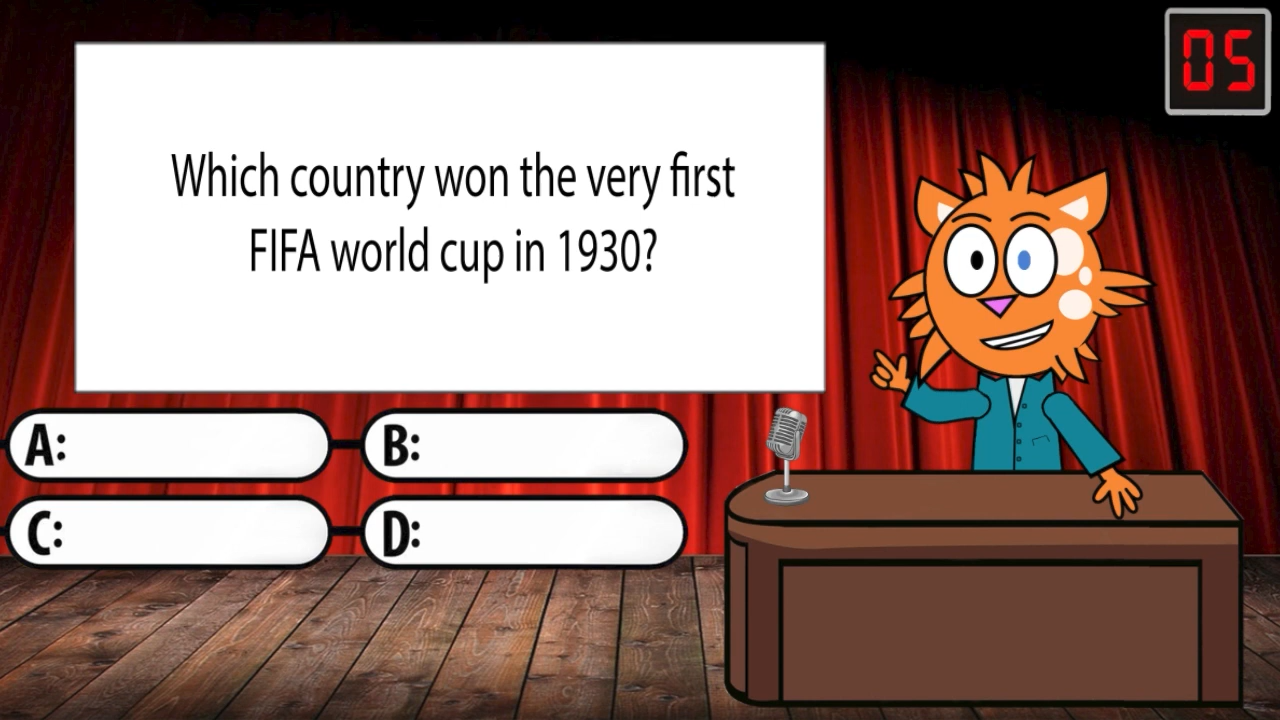 05
Which country won the very first
FIFA world cup in 1930?
A:
B:
C:
D: